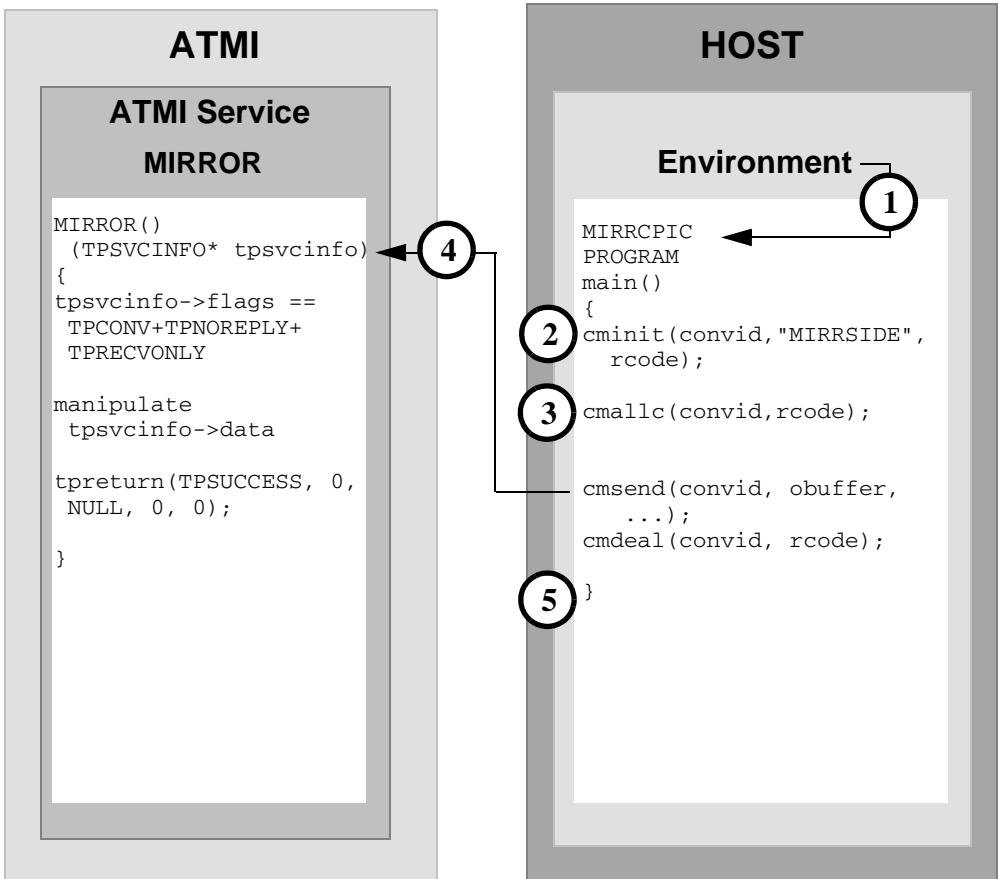 ATMI
ATMI Service
MIRROR
MIRROR()
(TPSVCINFO* tpsvcinfo)
{
tpsvcinfo->flags ==
TPCONV+TPNOREPLY+
TPRECVONLY
manipulate
tpsvcinfo->data
tpreturn(TPSUCCESS, 0,
NULL, 0, 0);
}
4
HOST
Environment
1
MIRRCPIC
PROGRAM
main()
{
2
cminit(convid,"MIRRSIDE",
rcode);
3
cmallc(convid,rcode);
cmsend(convid, obuffer,
...);
cmdeal(convid, rcode);
5
}